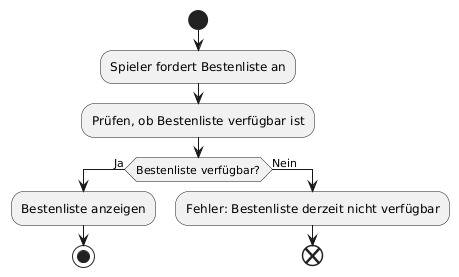 Spieler fordert Bestenliste an
Prüfen, ob Bestenliste verfügbar ist
Ja
Bestenliste verfügbar?
Nein
Bestenliste anzeigen
Fehler: Bestenliste derzeit nicht verfügbar